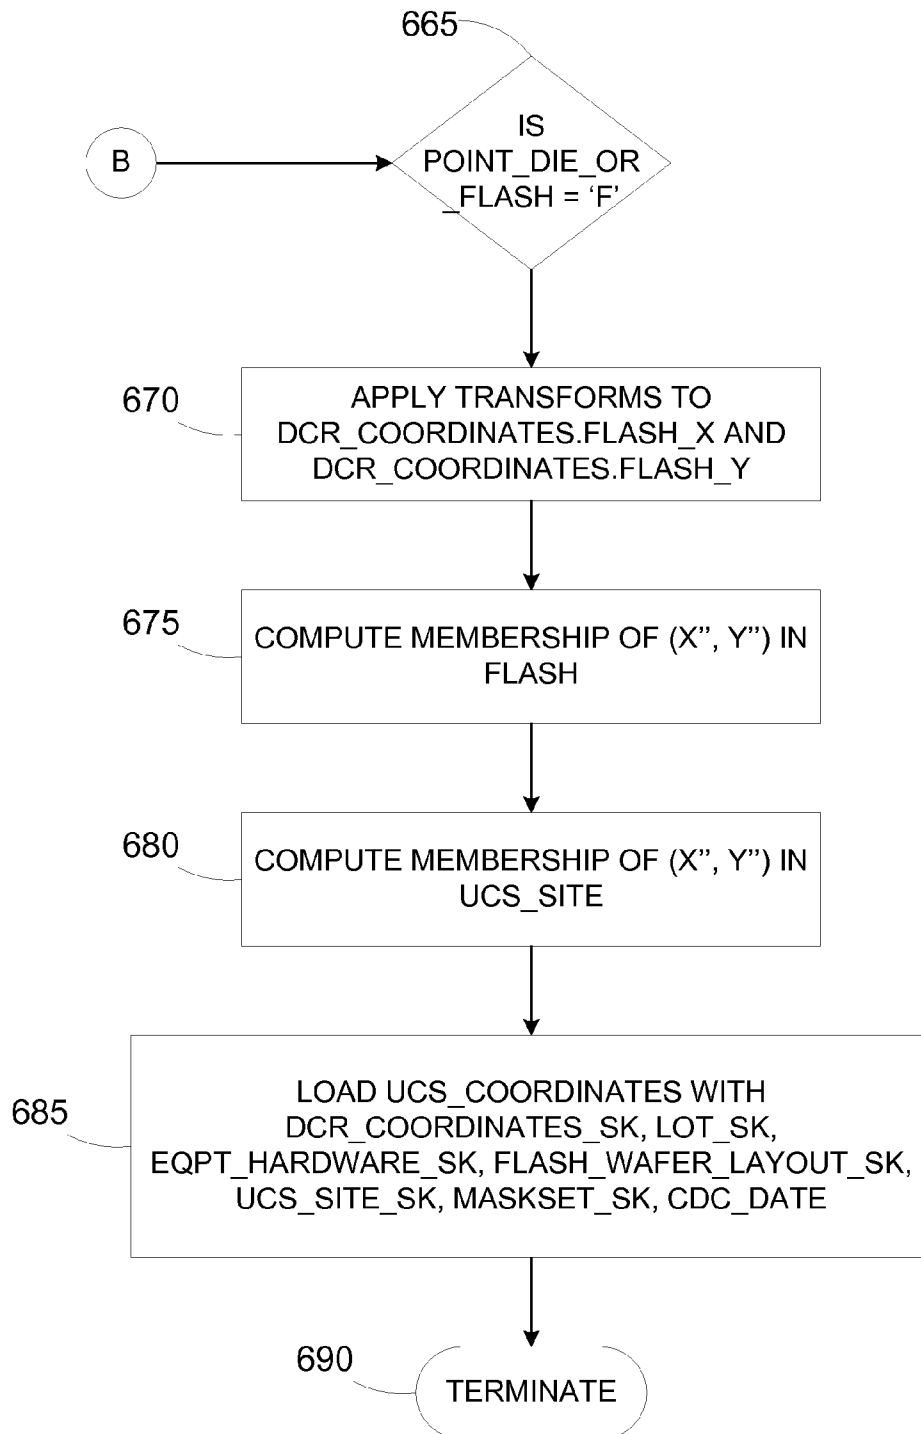 665
IS
POINT_DIE_OR
_FLASH = ‘F’
B
670
APPLY TRANSFORMS TO
DCR_COORDINATES.FLASH_X AND
DCR_COORDINATES.FLASH_Y
675
COMPUTE MEMBERSHIP OF (X”, Y”) IN
FLASH
680
COMPUTE MEMBERSHIP OF (X”, Y”) IN
UCS_SITE
685
LOAD UCS_COORDINATES WITH
DCR_COORDINATES_SK, LOT_SK,
EQPT_HARDWARE_SK, FLASH_WAFER_LAYOUT_SK,
UCS_SITE_SK, MASKSET_SK, CDC_DATE
690
TERMINATE